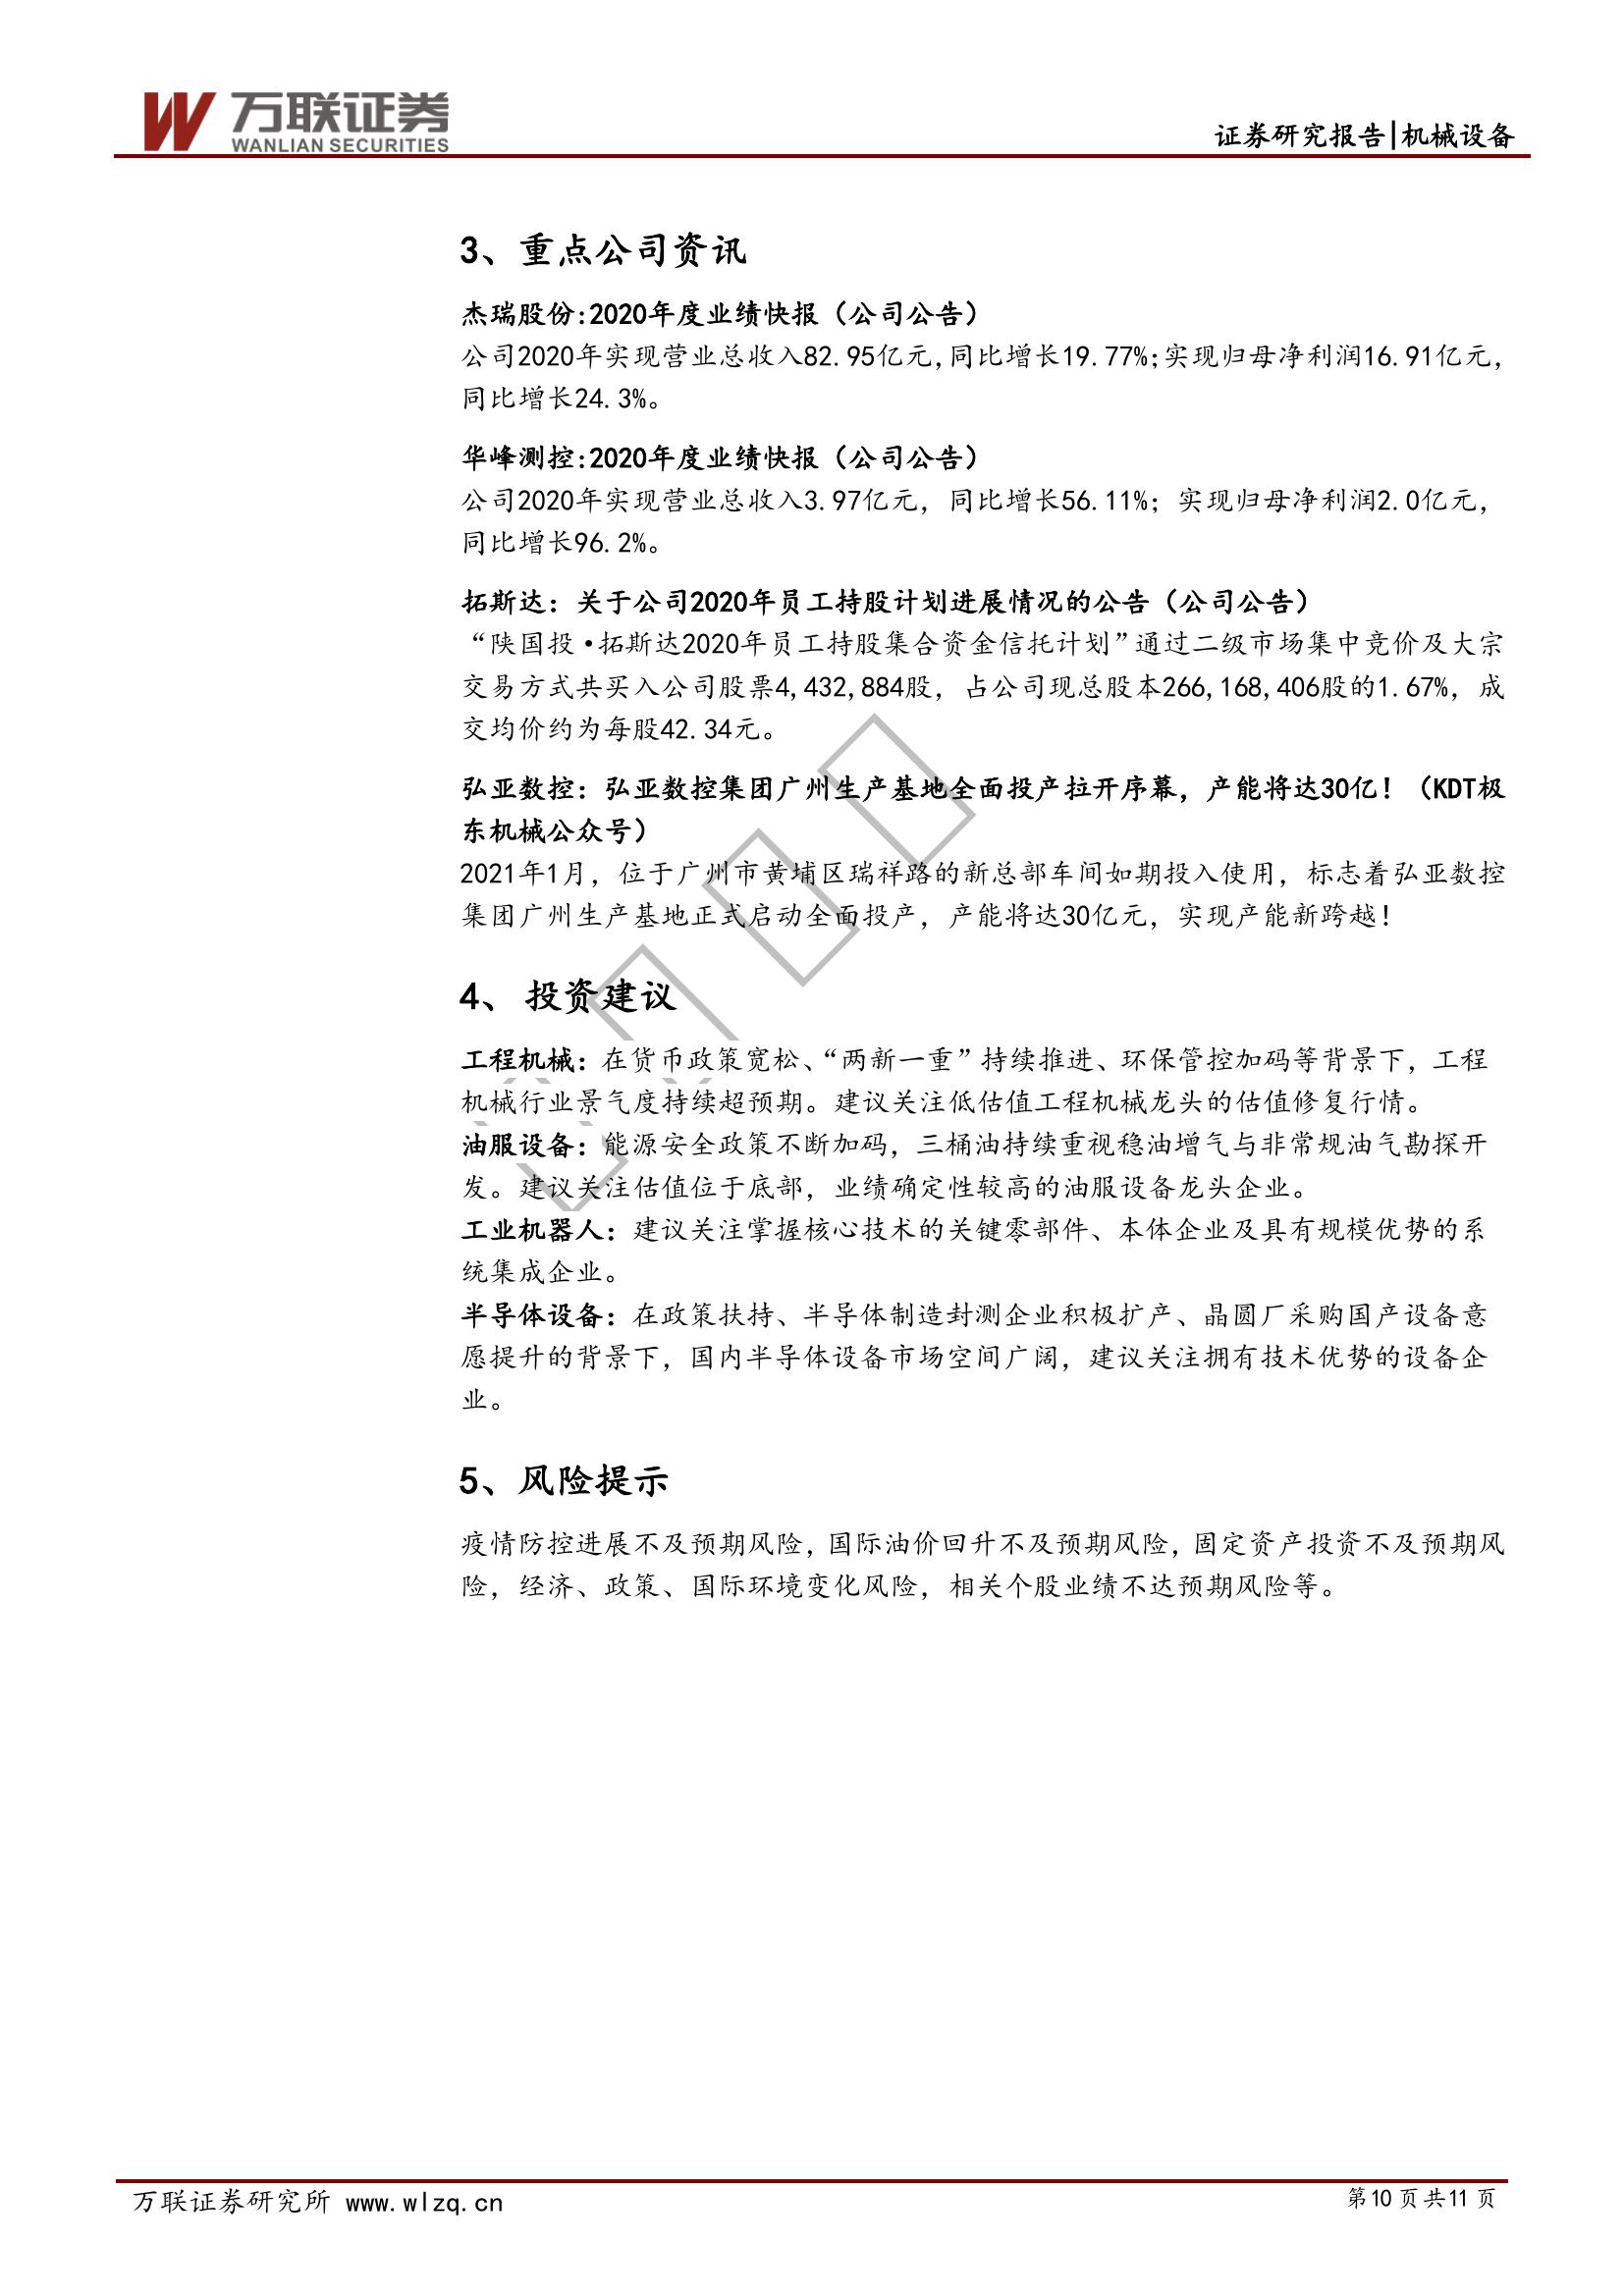 万联证券
WANLIAN SECURITIES
证券研究报告|机械设备
3、重点公司资讯
杰瑞股份:2020年度业绩快报（公司公告）
公司2020年实现营业总收入82.95亿元,同比增长19.77%;实现归母净利润16.91亿元,
同比增长24.3%。
华峰测控:2020年度业绩快报（公司公告）
公司2020年实现营业总收入3.97亿元，同比增长56.11%；实现归母净利润2.0亿元，
同比增长96.2%。
拓斯达：关于公司2020年员工持股计划进展情况的公告（公司公告）
“陕国投·拓斯达2020年员工持股集合资金信托计划”通过二级市场集中竞价及大宗
交易方式共买入公司股票4,432,884股，占公司现总股本266,168,406股的1.67%，成
交均价约为每股42.34元。
弘亚数控：弘亚数控集团广州生产基地全面投产拉开序幕，产能将达30亿！（KDT极
东机械公众号）
2021年1月，位于广州市黄埔区瑞祥路的新总部车间如期投入使用，标志着弘亚数控
集团广州生产基地正式启动全面投产，产能将达30亿元，实现产能新跨越！
4、 投资建议
工程机械：在货币政策宽松、“两新一重”持续推进、环保管控加码等背景下，工程
机械行业景气度持续超预期。建议关注低估值工程机械龙头的估值修复行情。
油服设备：能源安全政策不断加码，三桶油持续重视稳油增气与非常规油气勘探开
发。建议关注估值位于底部，业绩确定性较高的油服设备龙头企业。
工业机器人：建议关注掌握核心技术的关键零部件、本体企业及具有规模优势的系
统集成企业。
半导体设备：在政策扶持、半导体制造封测企业积极扩产、晶圆厂采购国产设备意
愿提升的背景下，国内半导体设备市场空间广阔，建议关注拥有技术优势的设备企
业。
5、风险提示
疫情防控进展不及预期风险,国际油价回升不及预期风险,固定资产投资不及预期风
险，经济、政策、国际环境变化风险，相关个股业绩不达预期风险等。
万联证券研究所 www.wlzq.cn
第10页共11页